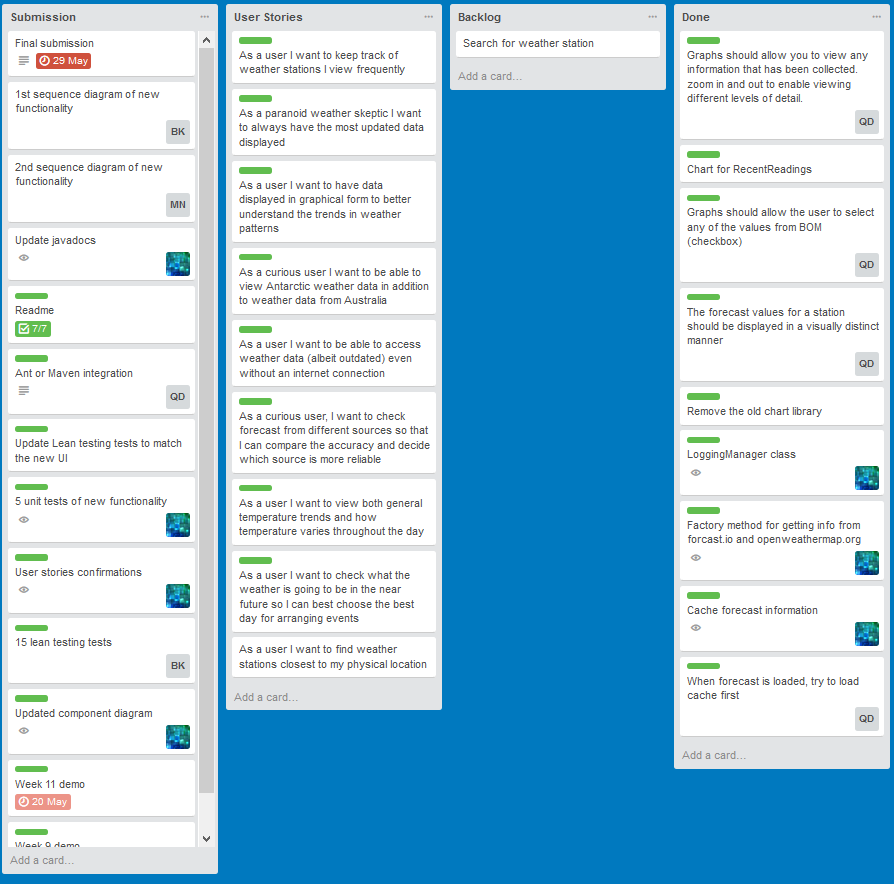 Submission
Final submission
29 May
1st sequence diagram of new
functionality
BK
2nd sequence diagram of new
functionality
MN
Update javadocs
Readme
7/7
Ant or Maven integration
QD
Update Lean testing tests to match
the new UI
5 unit tests of new functionality
User stories confirmations
15 lean testing tests
BK
Updated component diagram
Week 11 demo
20 May
Week 9 demo
Add a card...
User Stories
As a user I want to keep track of
weather stations I view frequently
As a paranoid weather skeptic I want
to always have the most updated data
displayed
As a user I want to have data
displayed in graphical form to better
understand the trends in weather
patterns
As a curious user I want to be able to
view Antarctic weather data in addition
to weather data from Australia
As a user I want to be able to access
weather data (albeit outdated) even
without an internet connection
As a curious user, I want to check
forecast from different sources so that
I can compare the accuracy and decide
which source is more reliable
As a user I want to view both general
temperature trends and how
temperature varies throughout the day
As a user I want to check what the
weather is going to be in the near
future so I can best choose the best
day for arranging events
As a user I want to find weather
stations closest to my physical location
Add a card...
Backlog
Search for weather station
Add a card...
Done
Graphs should allow you to view any
information that has been collected.
zoom in and out to enable viewing
different levels of detail.
QD
Chart for RecentReadings
Graphs should allow the user to select
any of the values from BOM
(checkbox)
QD
The forecast values for a station
should be displayed in a visually distinct
manner
QD
Remove the old chart library
LoggingManager class
Factory method for getting info from
forcast.io and openweathermap.org
Cache forecast information
When forecast is loaded, try to load
cache first
QD
Add a card...